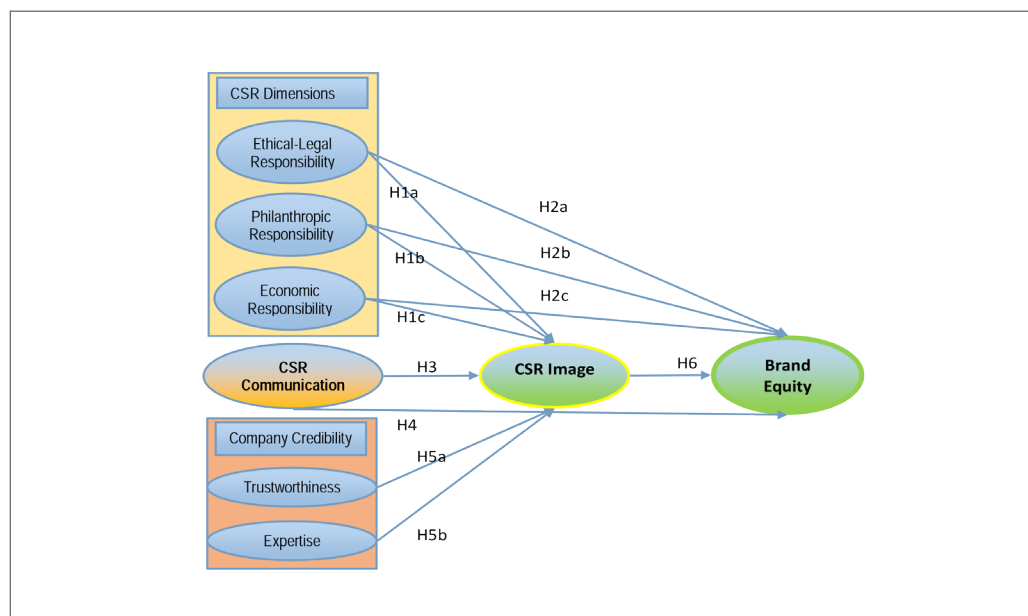 CSR Dimensions
Ethical-Legal
Responsibility
H1a
H2a
Philanthropic
Responsibility
H1b
H2b
Economic
Responsibility
H1c
H2c
CSR
Communication
H3
CSR Image
H6
Brand
Equity
H4
Company Credibility
H5a
Trustworthiness
H5b
Expertise